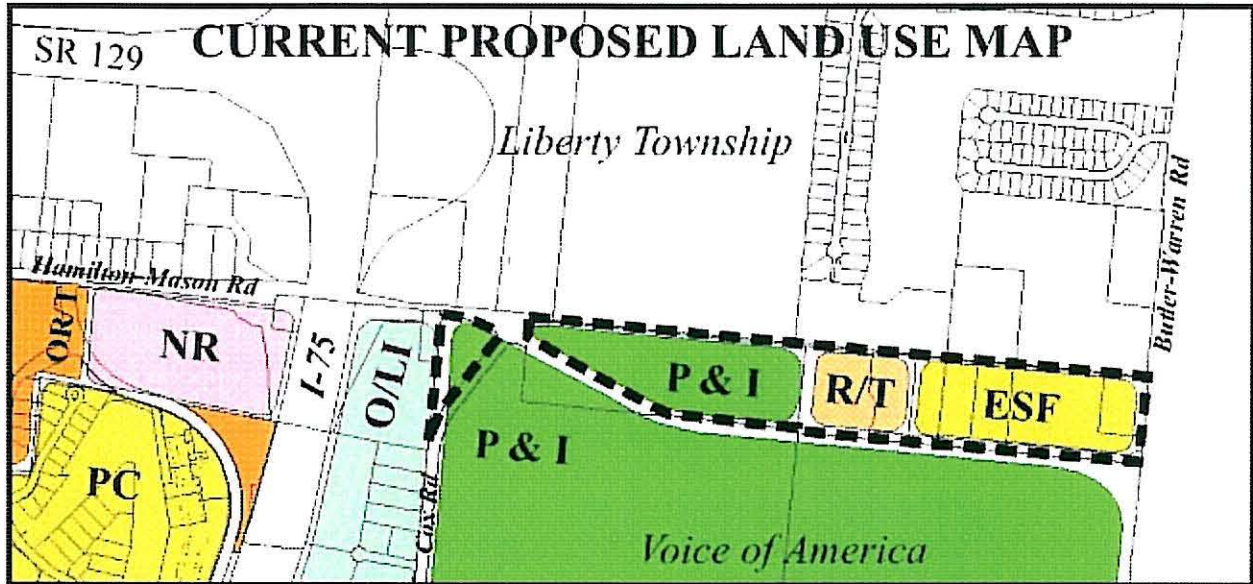 CURRENT PROPOSED LAND USE MAP
SR 129
Liberty Township
Butler-Warren Rd
Hamilton-Mason Rd
OR/T
NR
I-75
O/LI
P & I
R/T
ESF
P & I
PC
Cox Rd
Voice of America